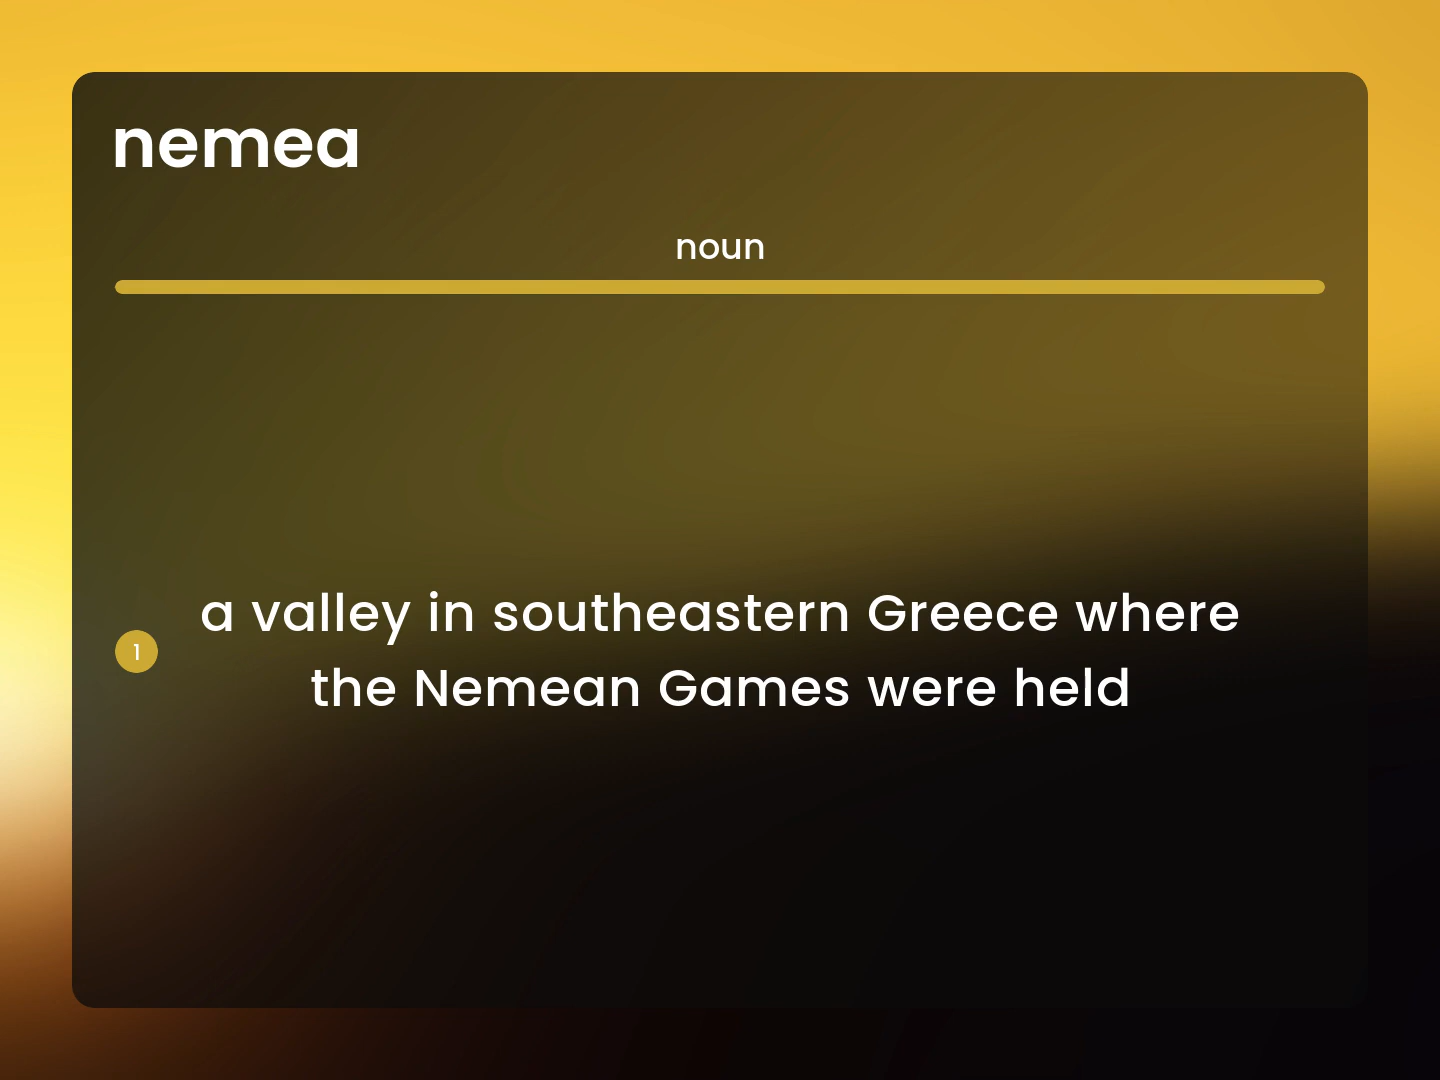 nemea
noun
1
a valley in southeastern Greece where
the Nemean Games were held